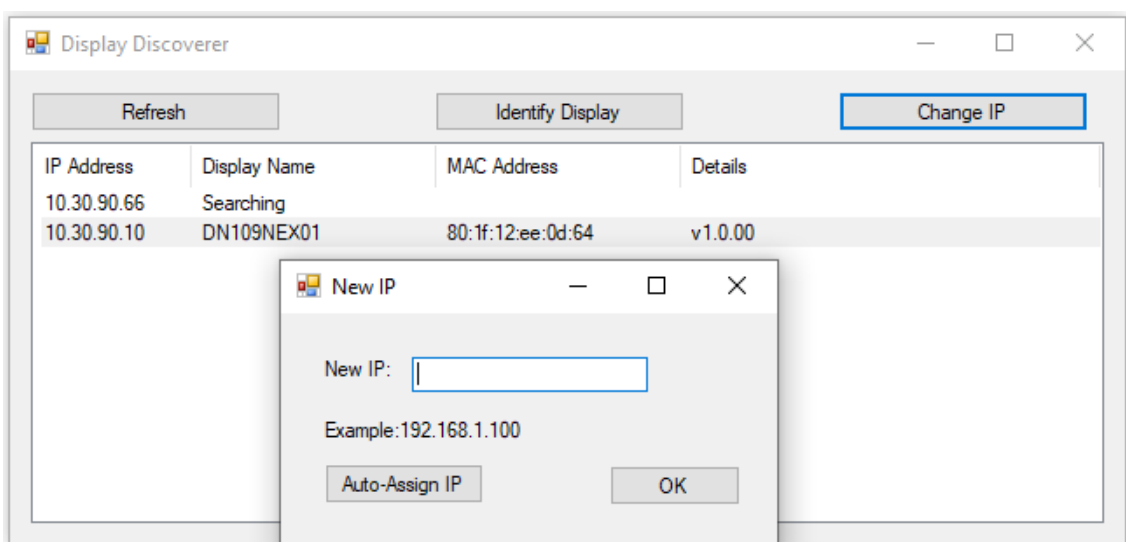 Display Discoverer
Refresh Identify Display Change IP
IP Address Display Name MAC Address Details
10.30.90.66 Searching
10.30.90.10 DN109NEX01 80:1f:12:ee:0d:64 v1.0.00
New IP
New IP:
Example:192.168.1.100
Auto-Assign IP OK